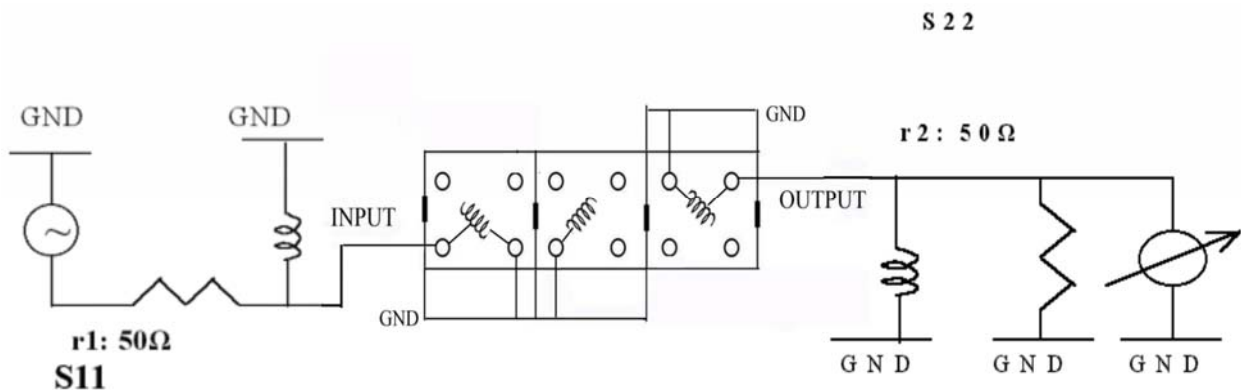 S 2 2
GND
GND
GND
r 2 : 5 0 Ω
INPUT
OUTPUT
GND
r1: 50Ω
S11
G N D
G N D
G N D